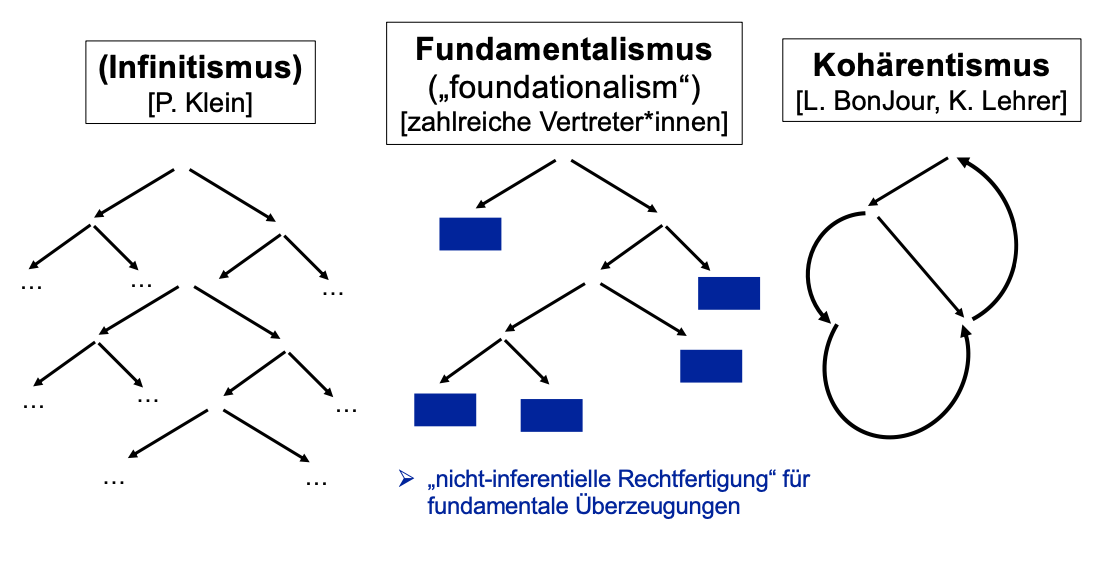 (Infinitismus)
[P. Klein]
Fundamentalismus
(„foundationalism“)
[zahlreiche Vertreter*innen]
Kohärentismus
[L. BonJour, K. Lehrer]
...
...
...
...
...
...
...
...
➢ „nicht-inferentielle Rechtfertigung“ für
fundamentale Überzeugungen